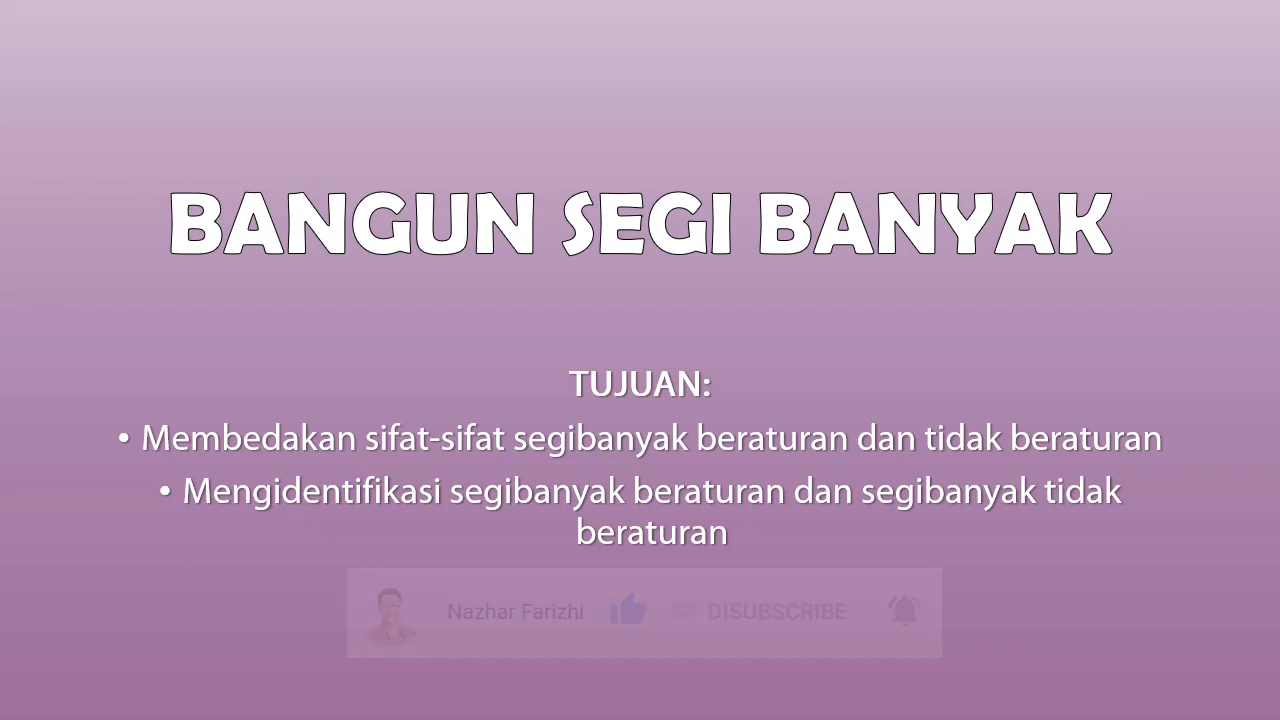 BANGUN SEGI BANYAK
TUJUAN:
• Membedakan sifat-sifat segibanyak beraturan dan tidak beraturan
• Mengidentifikasi segibanyak beraturan dan segibanyak tidak
beraturan
Nazhar Farizhi DISUBSCRIBE